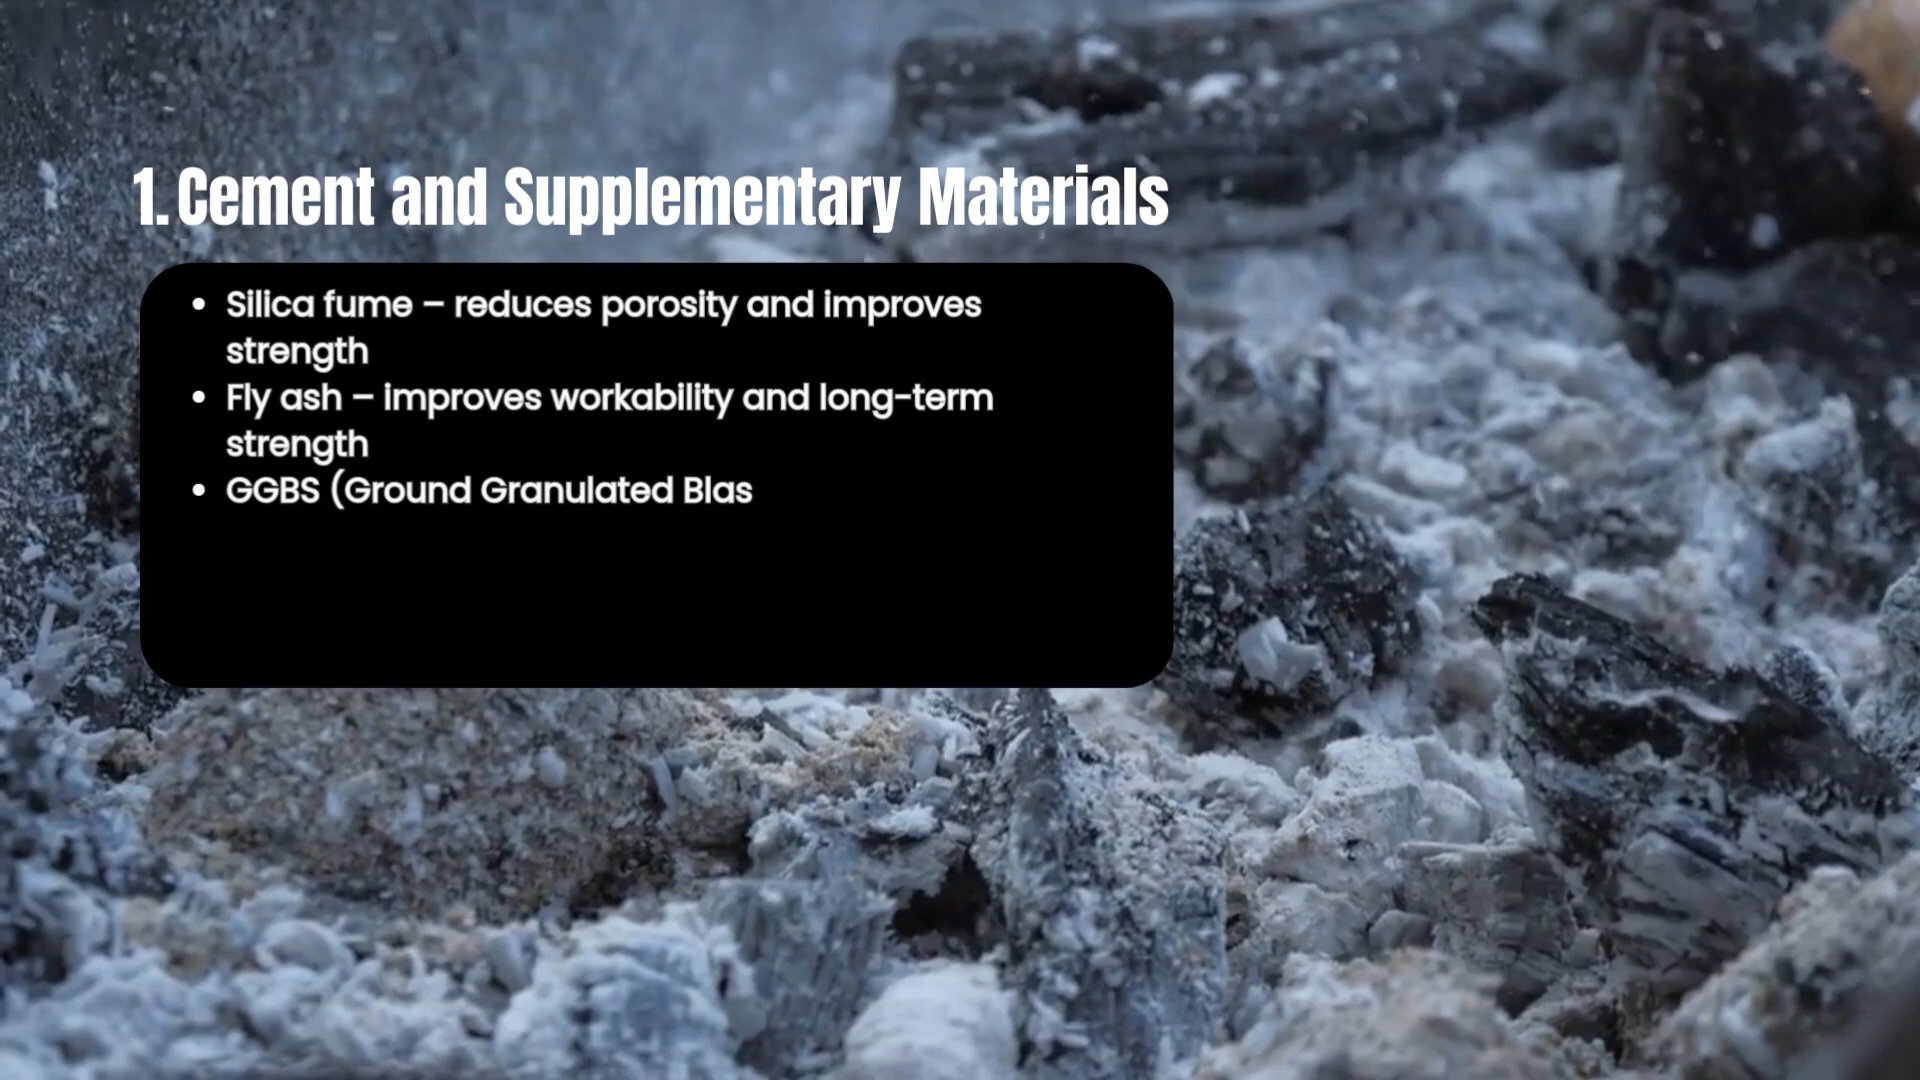 1. Cement and Supplementary Materials
• Silica fume – reduces porosity and improves
strength
• Fly ash – improves workability and long-term
strength
• GGBS (Ground Granulated Blas